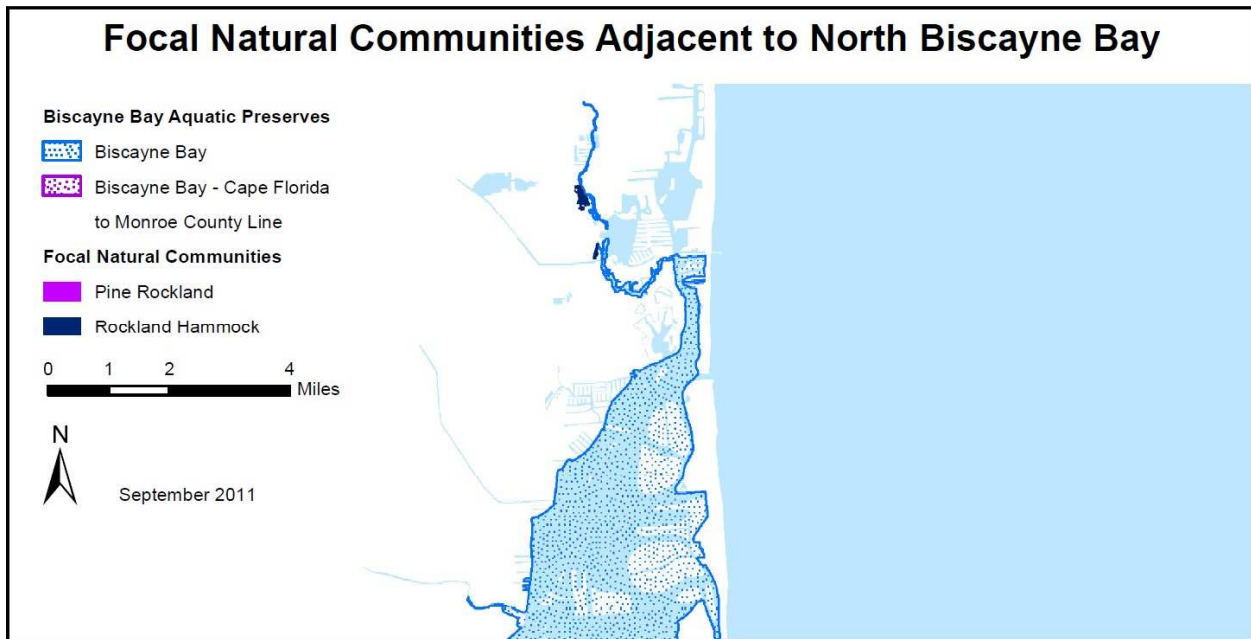 Focal Natural Communities Adjacent to North Biscayne Bay
Biscayne Bay Aquatic Preserves
Biscayne Bay
Biscayne Bay - Cape Florida
to Monroe County Line
Focal Natural Communities
Pine Rockland
Rockland Hammock
0 1 2 4
Miles
N
September 2011